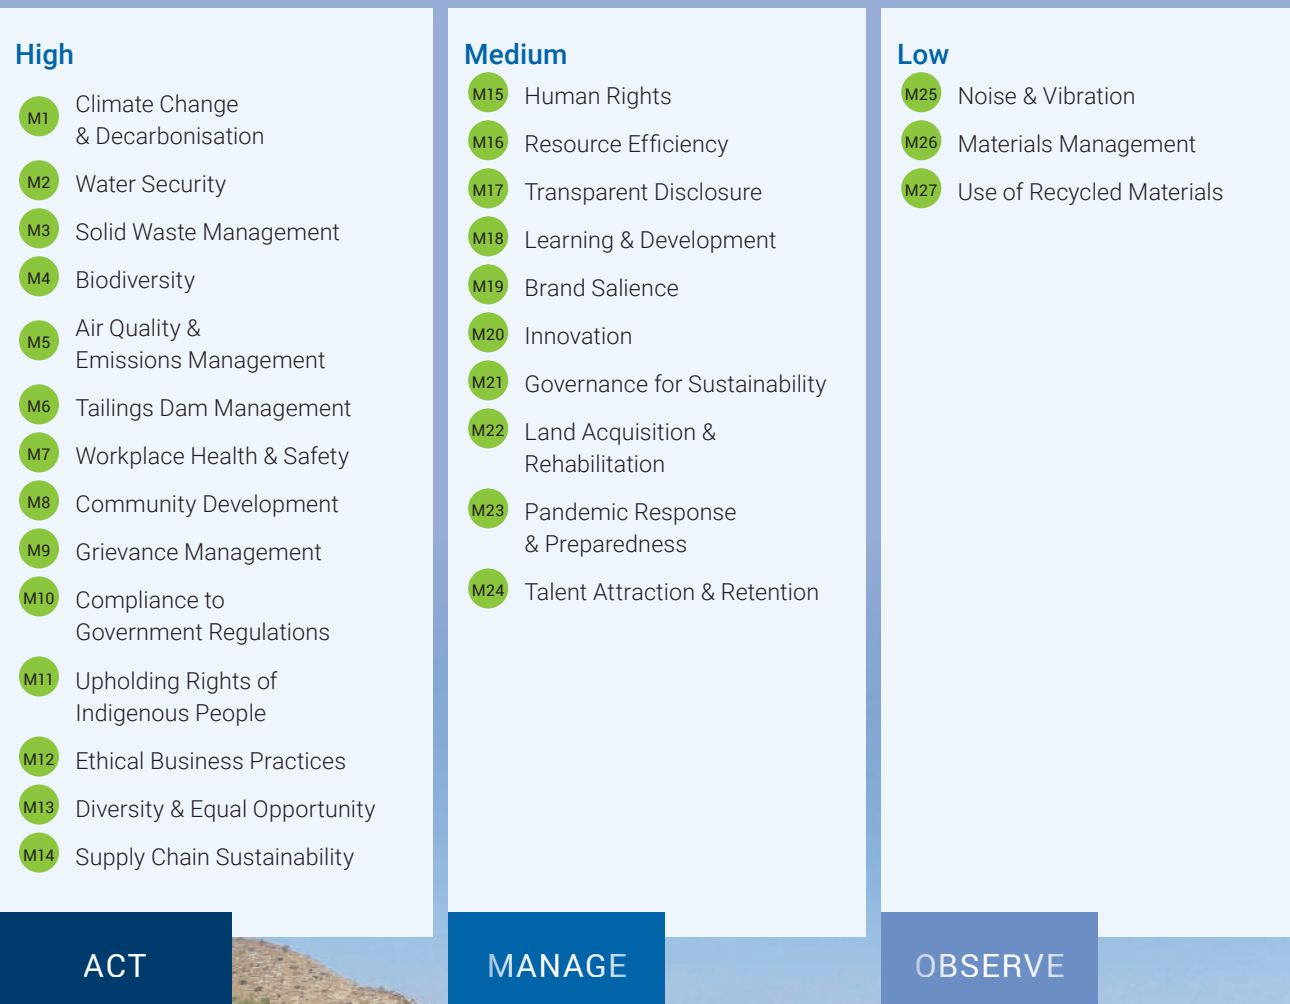 High
M1 Climate Change
& Decarbonisation
M2 Water Security
M3 Solid Waste Management
M4 Biodiversity
M5 Air Quality &
Emissions Management
M6 Tailings Dam Management
M7 Workplace Health & Safety
M8 Community Development
M9 Grievance Management
M10 Compliance to
Government Regulations
M11 Upholding Rights of
Indigenous People
M12 Ethical Business Practices
M13 Diversity & Equal Opportunity
M14 Supply Chain Sustainability
ACT
Medium
M15 Human Rights
M16 Resource Efficiency
M17 Transparent Disclosure
M18 Learning & Development
M19 Brand Salience
M20 Innovation
M21 Governance for Sustainability
M22 Land Acquisition &
Rehabilitation
M23 Pandemic Response
& Preparedness
M24 Talent Attraction & Retention
MANAGE
Low
M25 Noise & Vibration
M26 Materials Management
M27 Use of Recycled Materials
OBSERVE